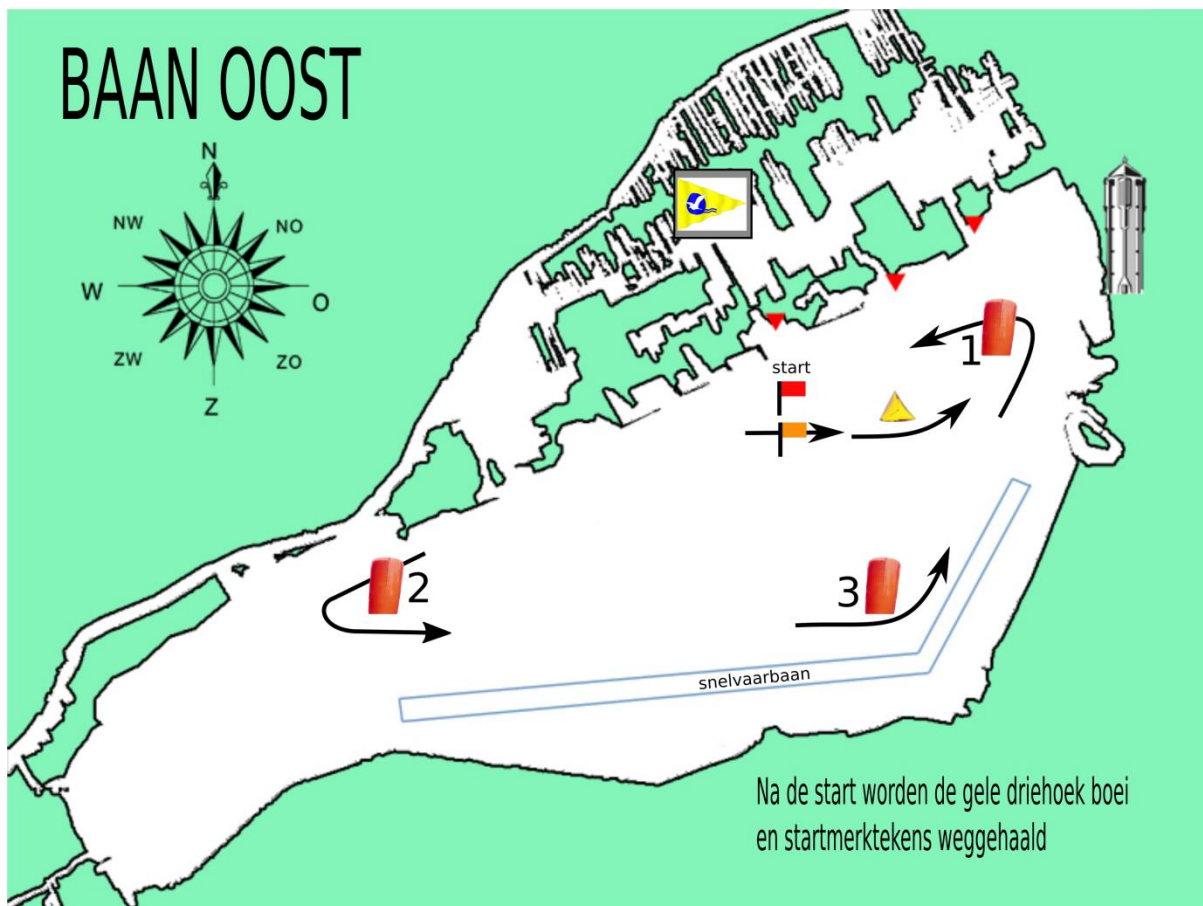 BAAN OOST
N
NW
NO
W
O
ZW
ZO
Z
start
1
2
3
snelvaarbaan
Na de start worden de gele driehoek boei
en startmerktekens weggehaald